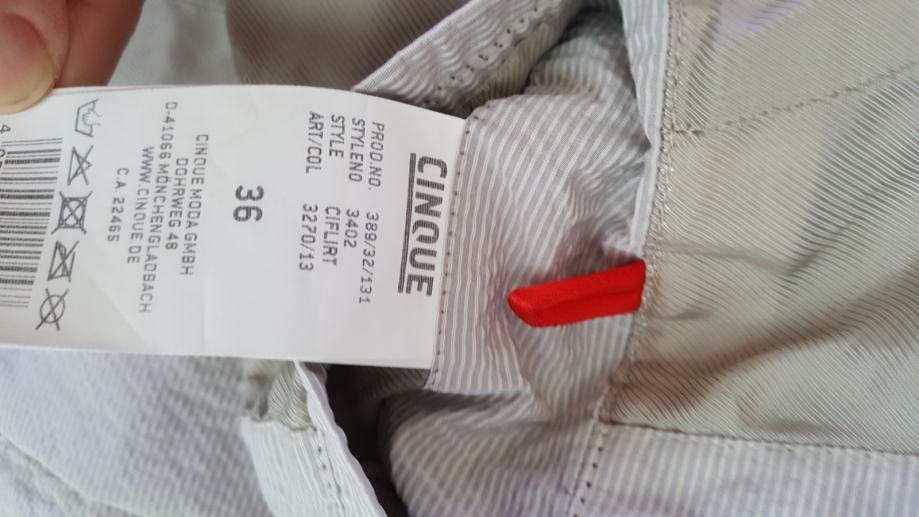 CINQUE
PROD.NO. 389/32/131
STYLENO 3402
STYLE CIFLIRT
ART/COL 3270/13
36
CINQUE MODA GMBH
DOHRWEG 48
D-41066 MÖNCHENGLADBACH
WWW.CINQUE.DE
C.A. 22465
4